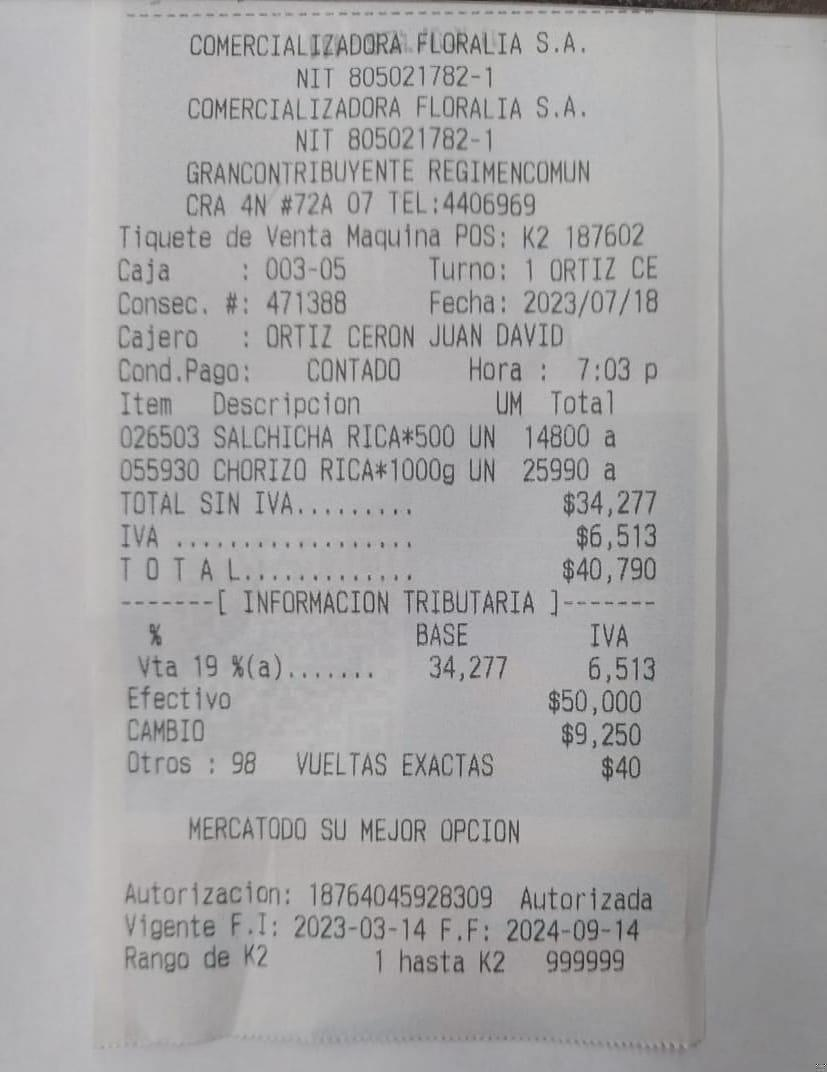 COMERCIALIZADORA FLORALIA S.A.
NIT 805021782-1
COMERCIALIZADORA FLORALIA S.A.
NIT 805021782-1
GRANCONTRIBUYENTE REGIMENCOMUN
CRA 4N #72A 07 TEL:4406969
Tiquete de Venta Maquina POS: K2 187602
Caja : 003-05 Turno: 1 ORTIZ CE
Consec. #: 471388 Fecha: 2023/07/18
Cajero : ORTIZ CERON JUAN DAVID
Cond.Pago: CONTADO Hora : 7:03 p
Item Descripcion UM Total
026503 SALCHICHA RICA*500 UN 14800 a
055930 CHORIZO RICA*1000g UN 25990 a
TOTAL SIN IVA......... $34,277
IVA .................. $6,513
T O T A L............. $40,790
-------[ INFORMACION TRIBUTARIA ]-------
% BASE IVA
Vta 19 %(a)....... 34,277 6,513
Efectivo $50,000
CAMBIO $9,250
Otros : 98 VUELTAS EXACTAS $40
MERCATODO SU MEJOR OPCION
Autorizacion: 18764045928309 Autorizada
Vigente F.I: 2023-03-14 F.F: 2024-09-14
Rango de K2 1 hasta K2 999999